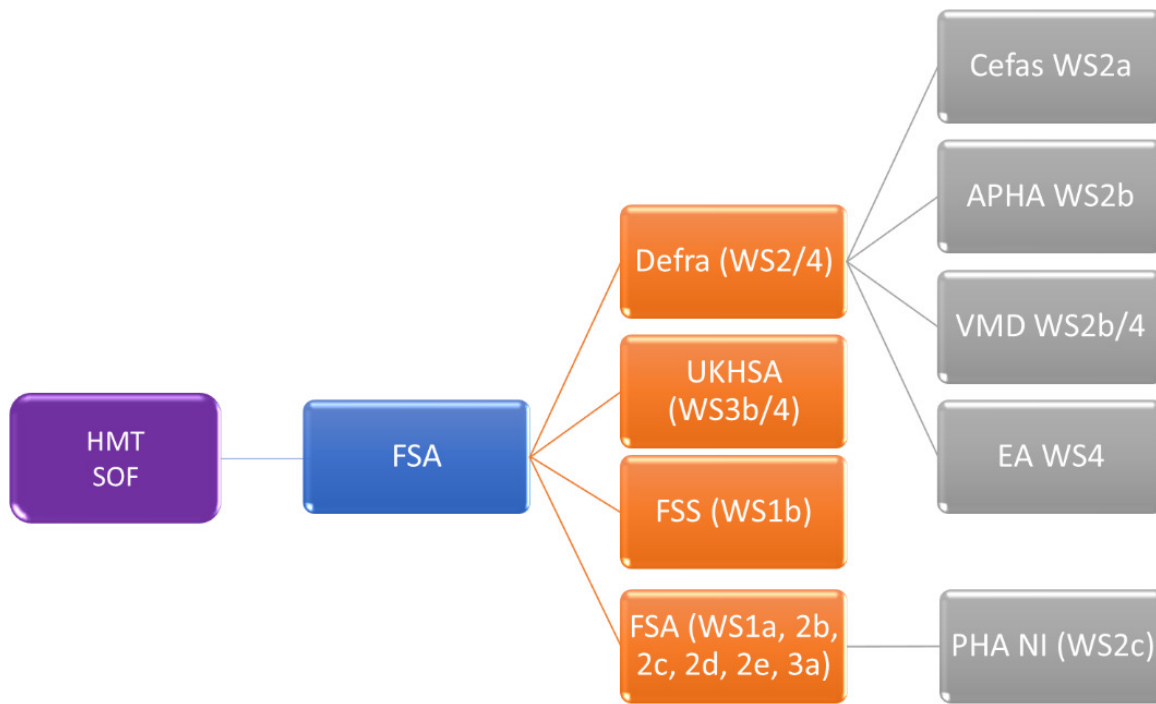 HMT
SOF
FSA
Defra (WS2/4)
UKHSA
(WS3b/4)
FSS (WS1b)
FSA (WS1a, 2b,
2c, 2d, 2e, 3a)
Cefas WS2a
APHA WS2b
VMD WS2b/4
EA WS4
PHA NI (WS2c)